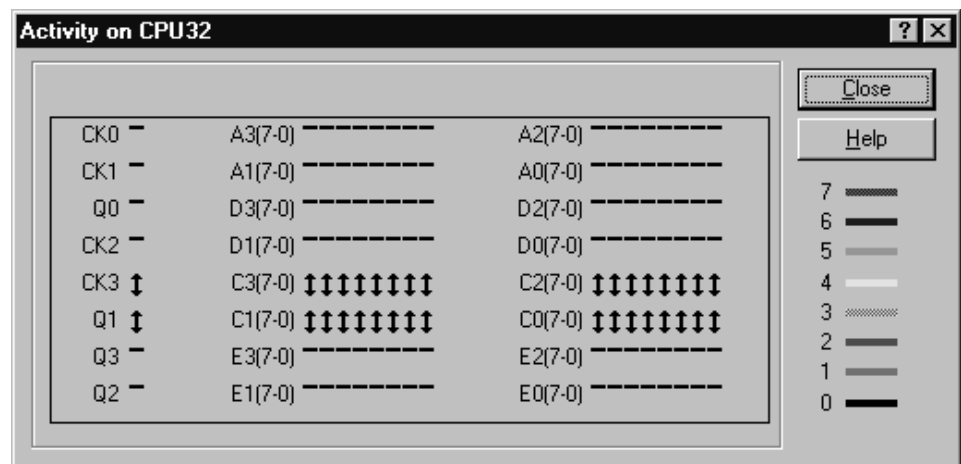 Activity on CPU32
Close
CK0 A3(7-0) A2(7-0)
Help
CK1 A1(7-0) A0(7-0)
Q0 D3(7-0) D2(7-0)
CK2 D1(7-0) D0(7-0)
CK3 C3(7-0) C2(7-0)
Q1 C1(7-0) C0(7-0)
Q3 E3(7-0) E2(7-0)
Q2 E1(7-0) E0(7-0)
7
6
5
4
3
2
1
0